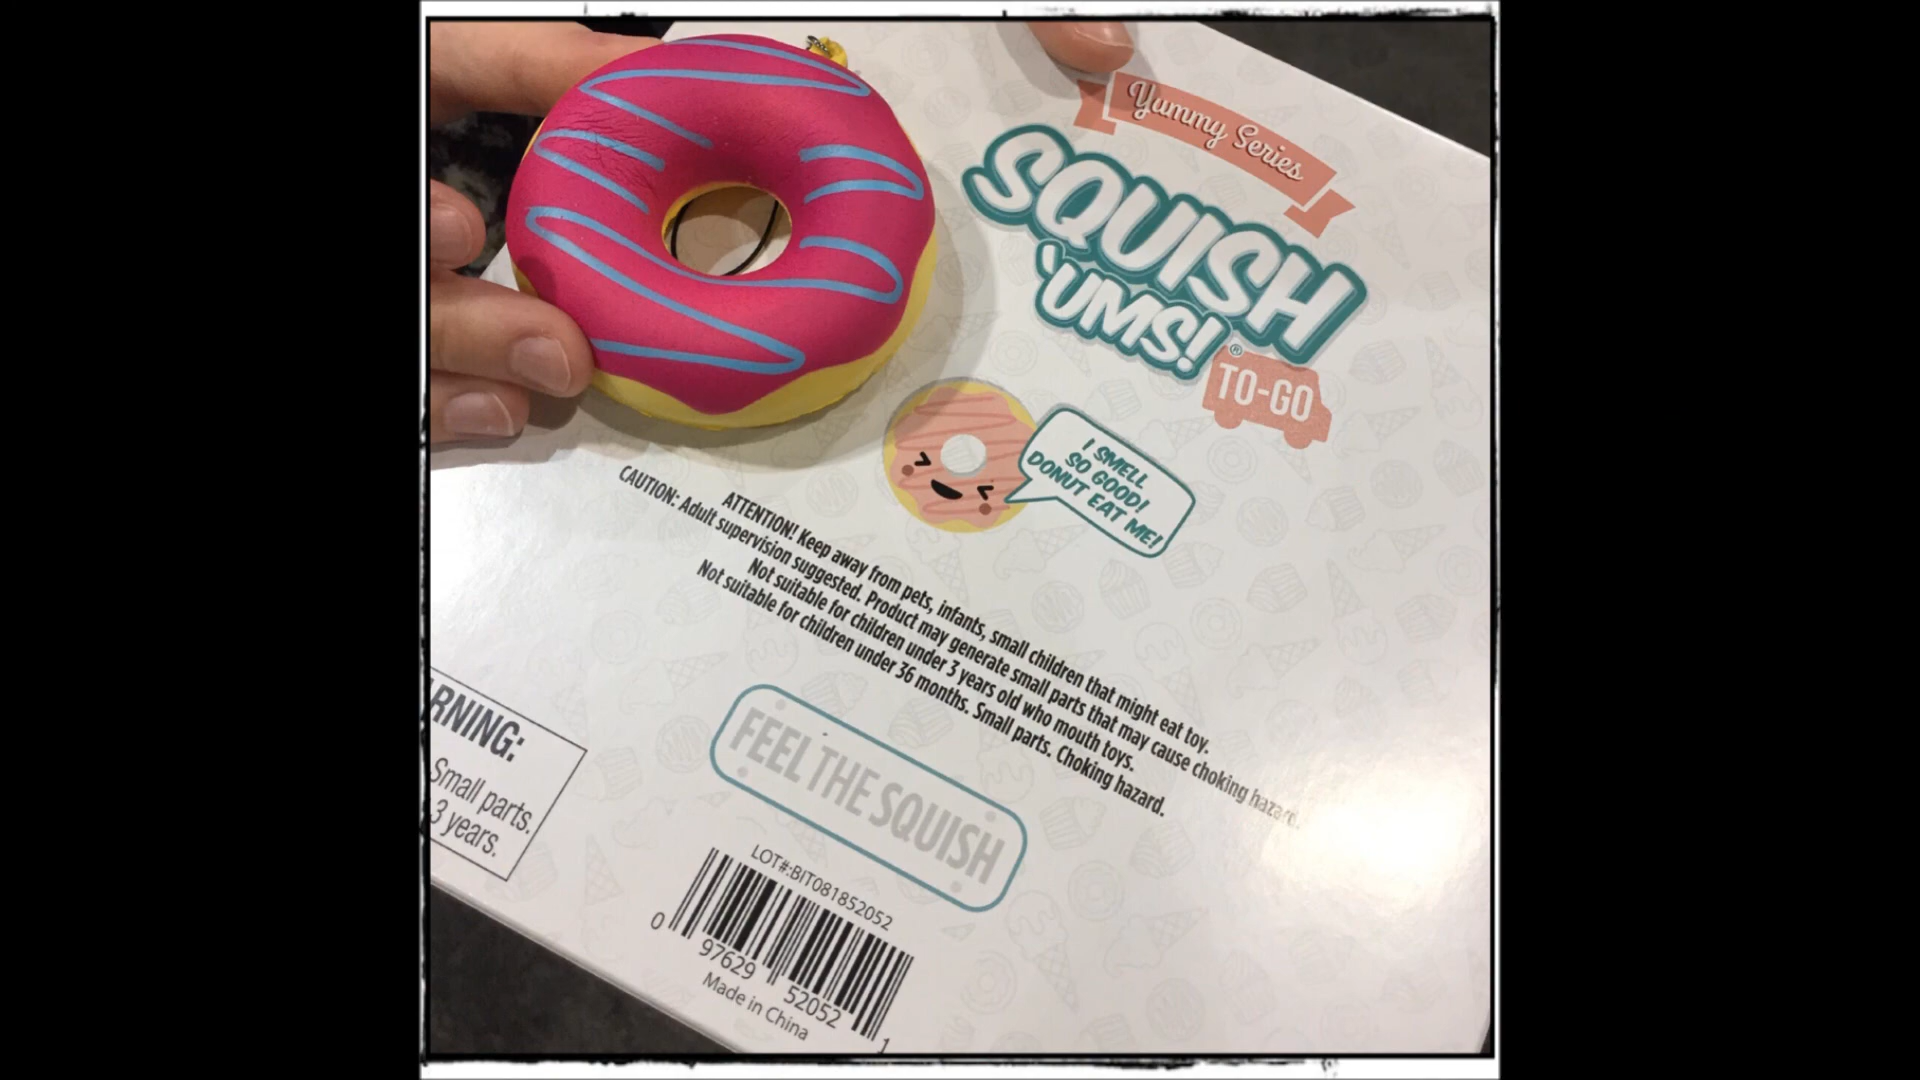 Yummy Series
SQUISH
'UMS!®
TO-GO
I SMELL
SO GOOD!
DONUT EAT ME!
ATTENTION! Keep away from pets, infants, small children that might eat toy.
CAUTION: Adult supervision suggested. Product may generate small parts that may cause choking hazard.
Not suitable for children under 3 years old who mouth toys.
Not suitable for children under 36 months. Small parts. Choking hazard.
RNING:
Small parts.
3 years.
FEEL THE SQUISH
LOT#:BIT081852052
0 97629 52052 1
Made in China